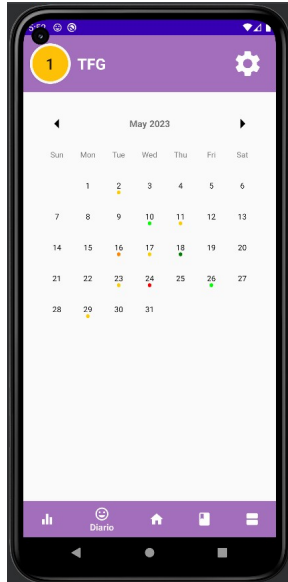 5:52
1 TFG
May 2023
Sun Mon Tue Wed Thu Fri Sat
1 2 3 4 5 6
7 8 9 10 11 12 13
14 15 16 17 18 19 20
21 22 23 24 25 26 27
28 29 30 31
Diario